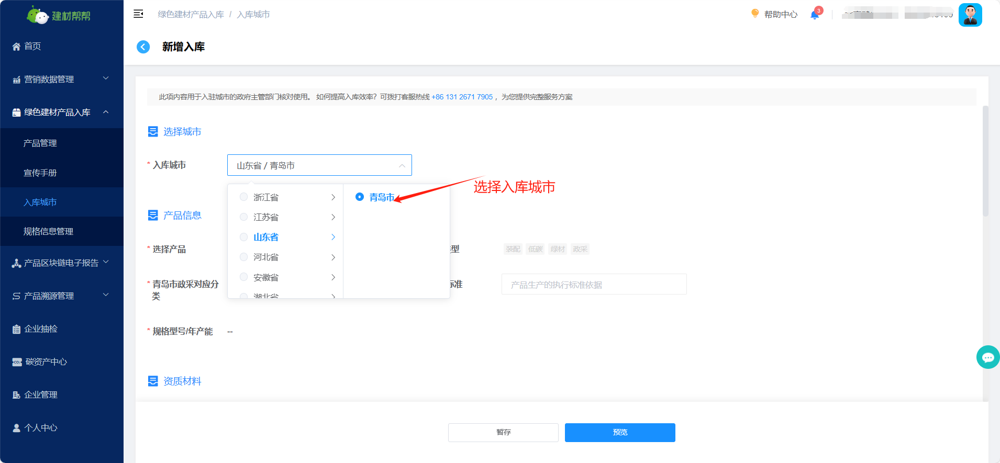 建材帮帮
首页
营销数据管理
绿色建材产品入库
产品管理
宣传手册
入库城市
规格信息管理
产品区块链电子报告
产品溯源管理
企业抽检
碳资产中心
企业管理
个人中心
绿色建材产品入库 / 入库城市
帮助中心
3
新增入库
此项内容用于入驻城市的政府主管部门核对使用。 如何提高入库效率？可拨打客服热线 +86 131 2671 7905 ，为您提供完整服务方案
选择城市
* 入库城市
山东省 / 青岛市
浙江省
江苏省
山东省
河北省
安徽省
湖北省
青岛市
选择入库城市
产品信息
* 选择产品
型
装配 低碳 绿材 政采
* 青岛市政采对应分
类
标准
产品生产的执行标准依据
* 规格型号/年产能
--
资质材料
暂存
预览